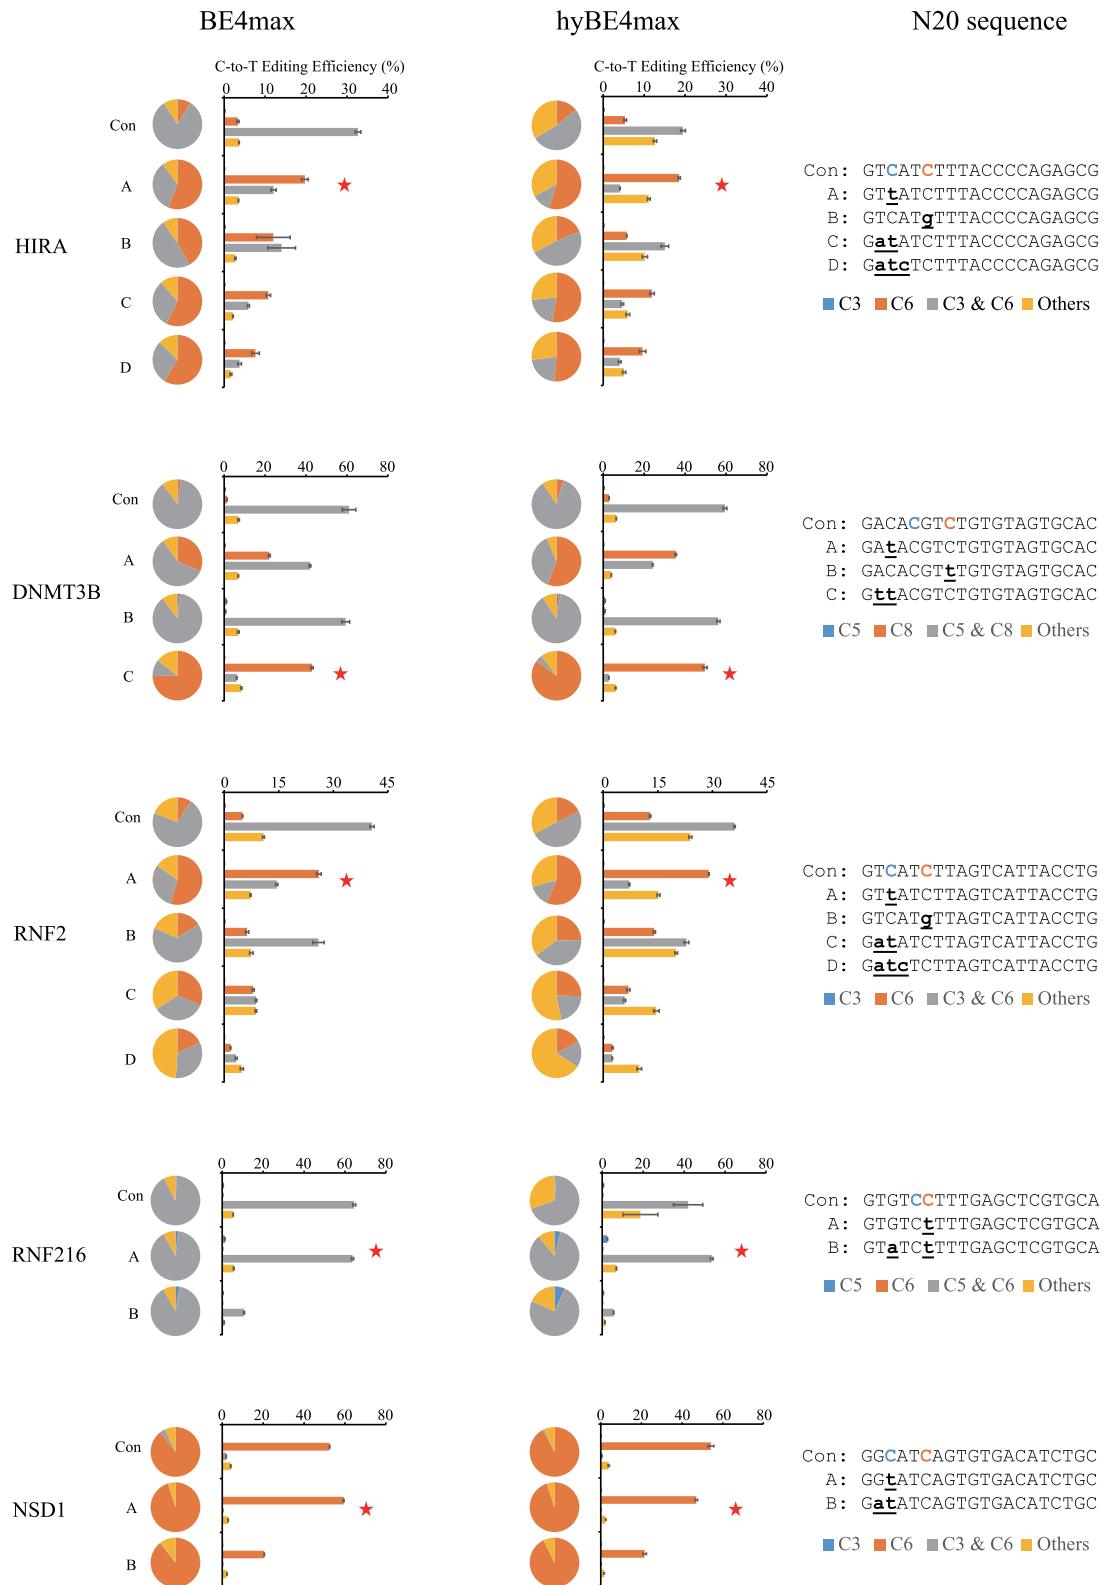 BE4max hyBE4max N20 sequence
C-to-T Editing Efficiency (%) C-to-T Editing Efficiency (%)
0 10 20 30 40 0 10 20 30 40
Con
A
HIRA
B
C
D
Con: GTCATCTTTACCCCAGAGCG
A: GTtATCTTTACCCCAGAGCG
B: GTCATgTTTACCCCAGAGCG
C: GatATCTTTACCCCAGAGCG
D: GatcTCTTTACCCCAGAGCG
C3 C6 C3 & C6 Others
0 20 40 60 80 0 20 40 60 80
Con
A
DNMT3B
B
C
Con: GACACGTCTGTGTAGTGCAC
A: GAtACGTCTGTGTAGTGCAC
B: GACACGTtTGTGTAGTGCAC
C: GttACGTCTGTGTAGTGCAC
C5 C8 C5 & C8 Others
0 15 30 45 0 15 30 45
Con
A
RNF2
B
C
D
Con: GTCATCTTAGTCATTACCTG
A: GTtATCTTAGTCATTACCTG
B: GTCATgTTAGTCATTACCTG
C: GatATCTTAGTCATTACCTG
D: GatcTCTTAGTCATTACCTG
C3 C6 C3 & C6 Others
0 20 40 60 80 0 20 40 60 80
Con
RNF216
A
B
Con: GTGTCCTTTGAGCTCGTGCA
A: GTGTCtTTTGAGCTCGTGCA
B: GTaTCtTTTGAGCTCGTGCA
C5 C6 C5 & C6 Others
0 20 40 60 80 0 20 40 60 80
Con
NSD1
A
B
Con: GGCATCAGTGTGACATCTGC
A: GGtATCAGTGTGACATCTGC
B: GatATCAGTGTGACATCTGC
C3 C6 C3 & C6 Others